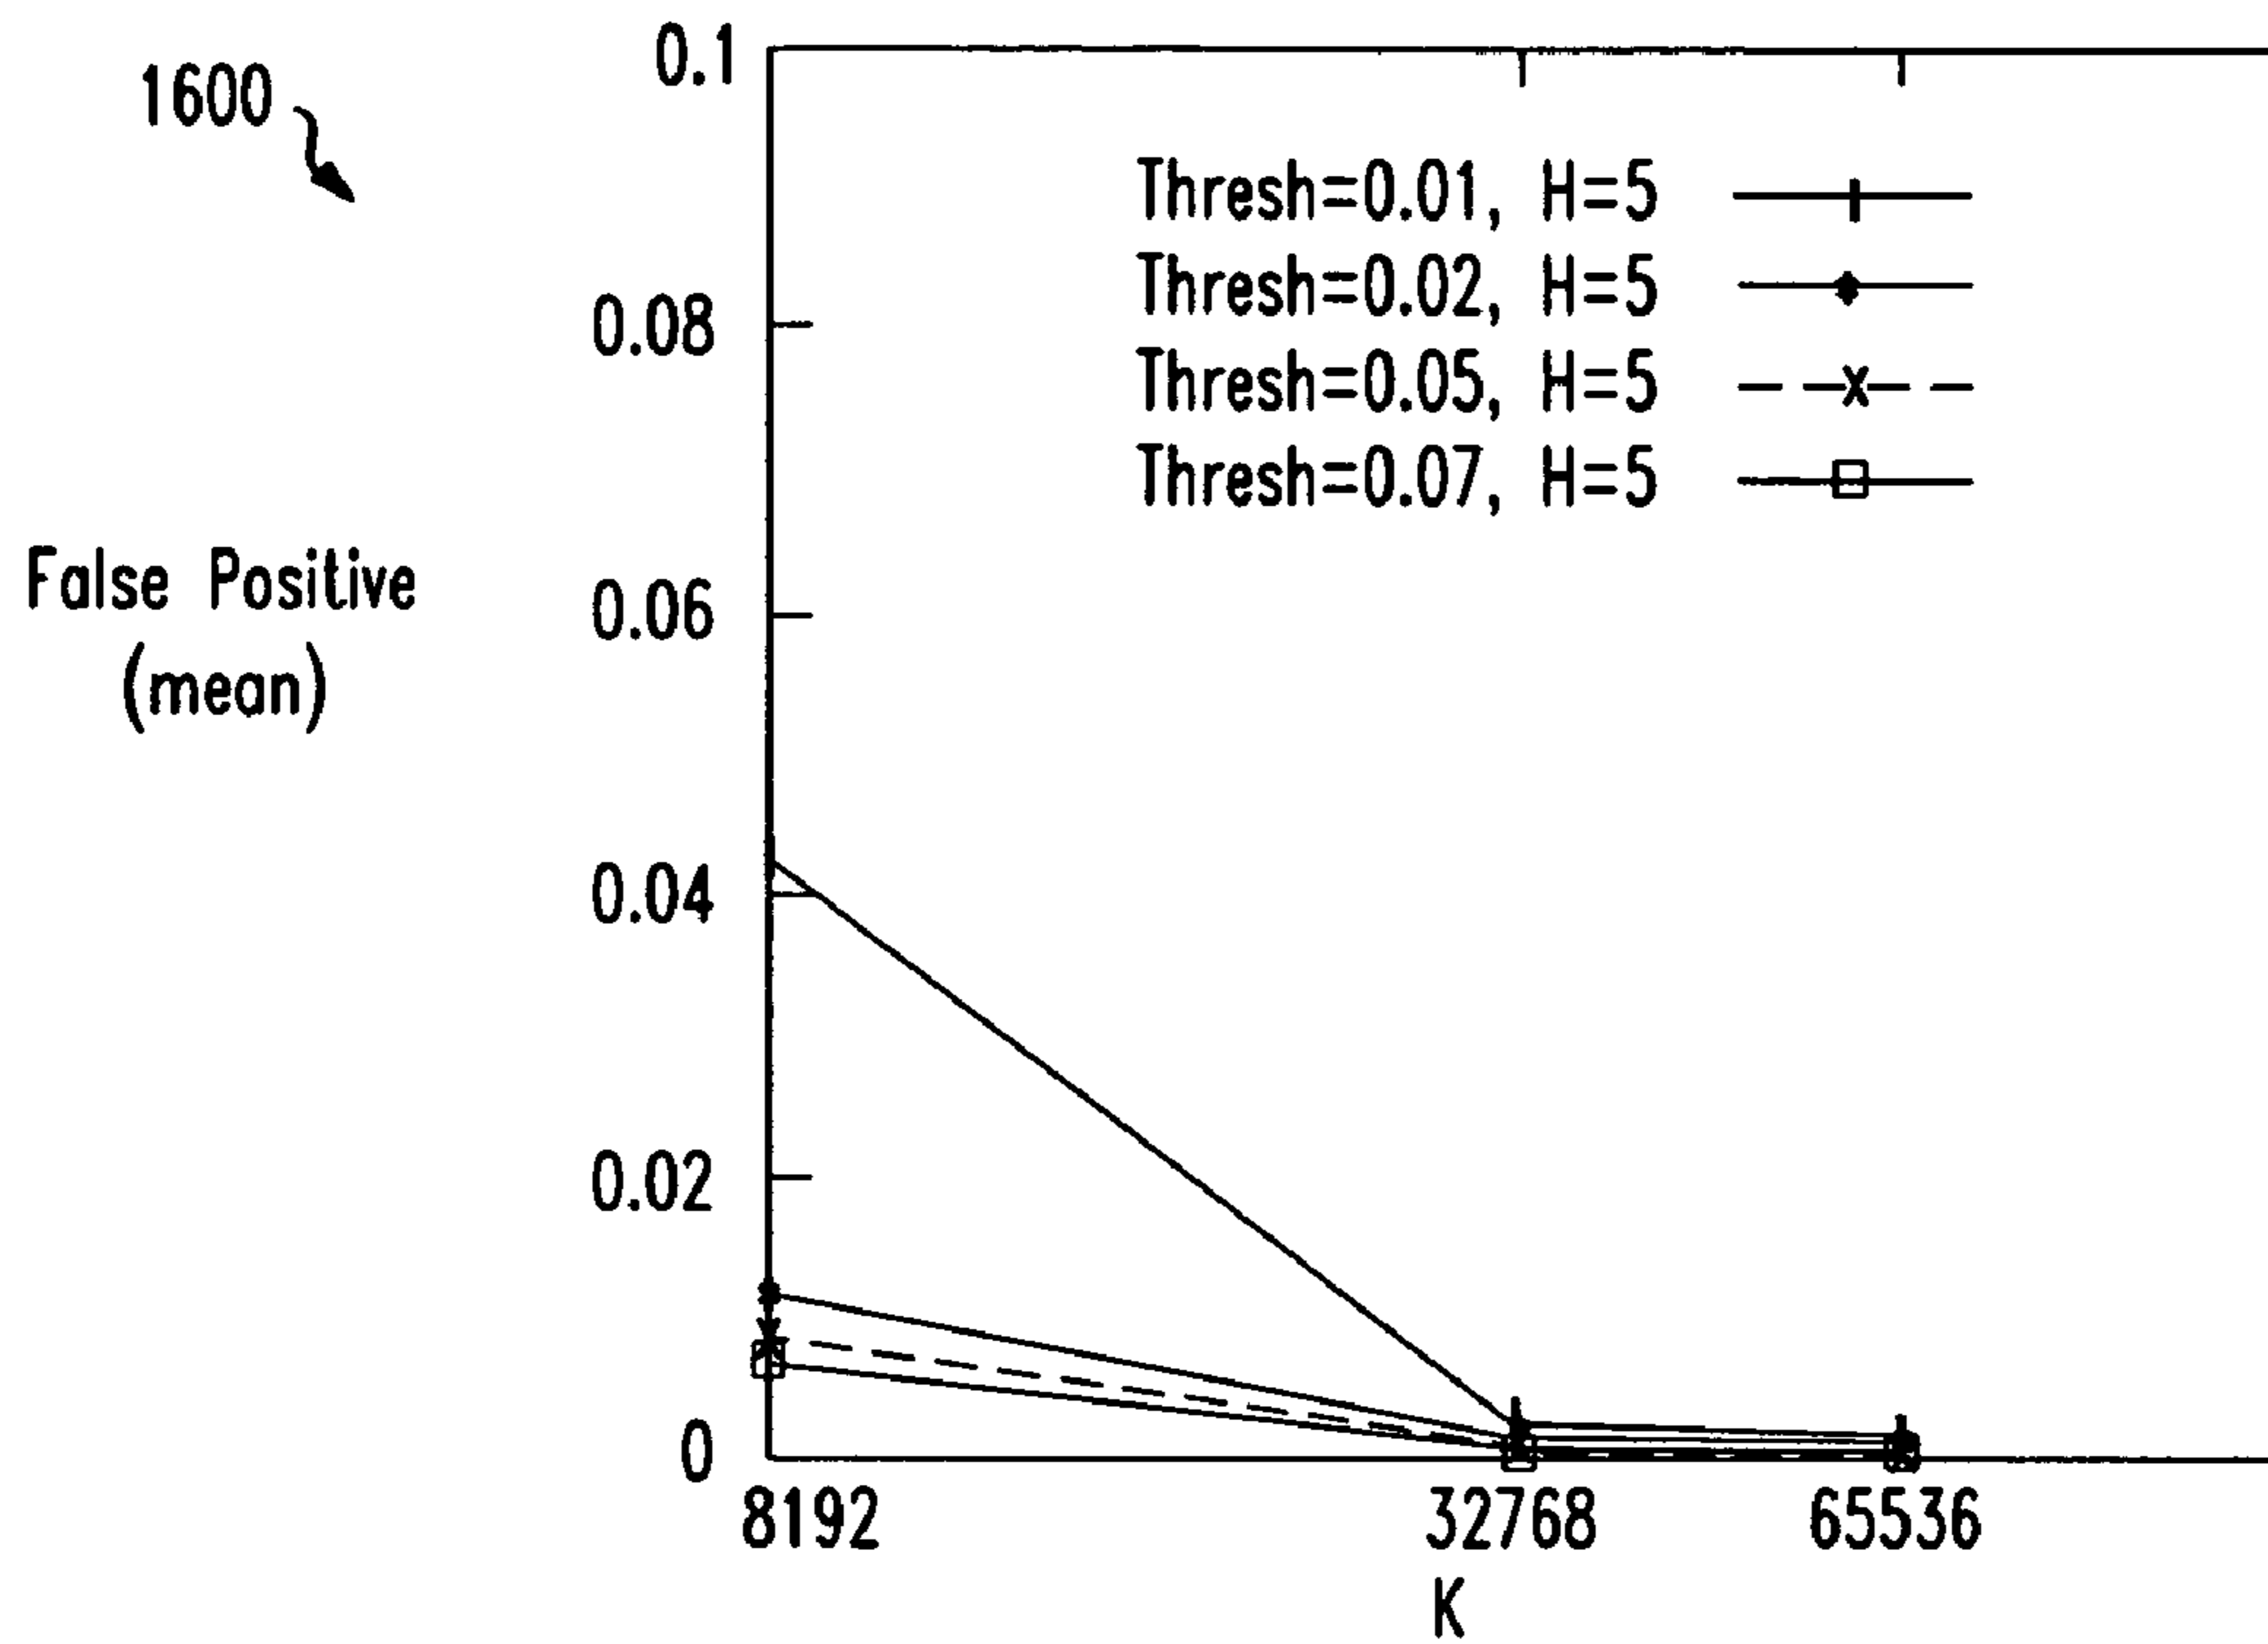 1600
0.1
0.08
0.06
0.04
0.02
0
False Positive
(mean)
Thresh=0.01, H=5
Thresh=0.02, H=5
Thresh=0.05, H=5
Thresh=0.07, H=5
8192
32768
65536
K